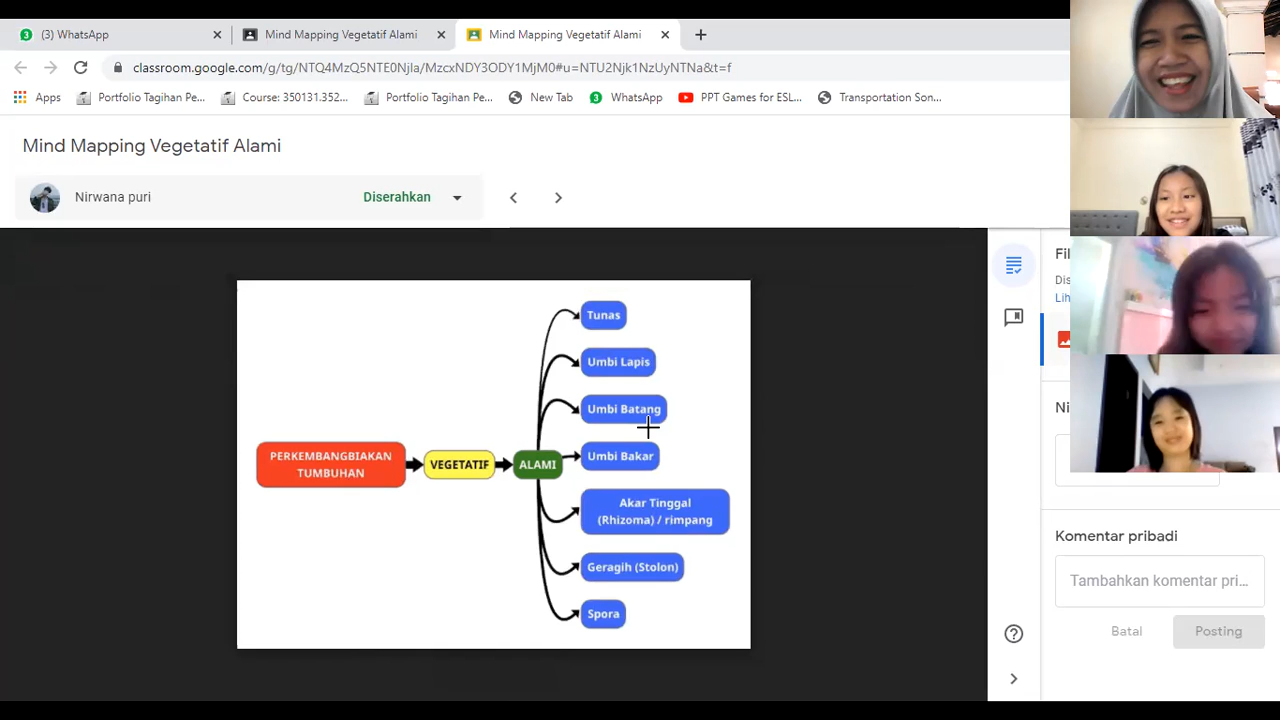 (3) WhatsApp
Mind Mapping Vegetatif Alami
Mind Mapping Vegetatif Alami
classroom.google.com/g/tg/NTQ4MzQ5NTE0NjIa/MzcxNDY3ODY1MjM0#u=NTU2Njk1NzUyNTNa&t=f
Apps
Portfolio Tagihan Pe...
Course: 350131.352...
Portfolio Tagihan Pe...
New Tab
WhatsApp
PPT Games for ESL...
Transportation Son...
Mind Mapping Vegetatif Alami
Nirwana puri
Diserahkan
PERKEMBANGBIAKAN
TUMBUHAN
VEGETATIF
ALAMI
Tunas
Umbi Lapis
Umbi Batang
Umbi Bakar
Akar Tinggal
(Rhizoma) / rimpang
Geragih (Stolon)
Spora
Komentar pribadi
Tambahkan komentar pri...
Batal
Posting